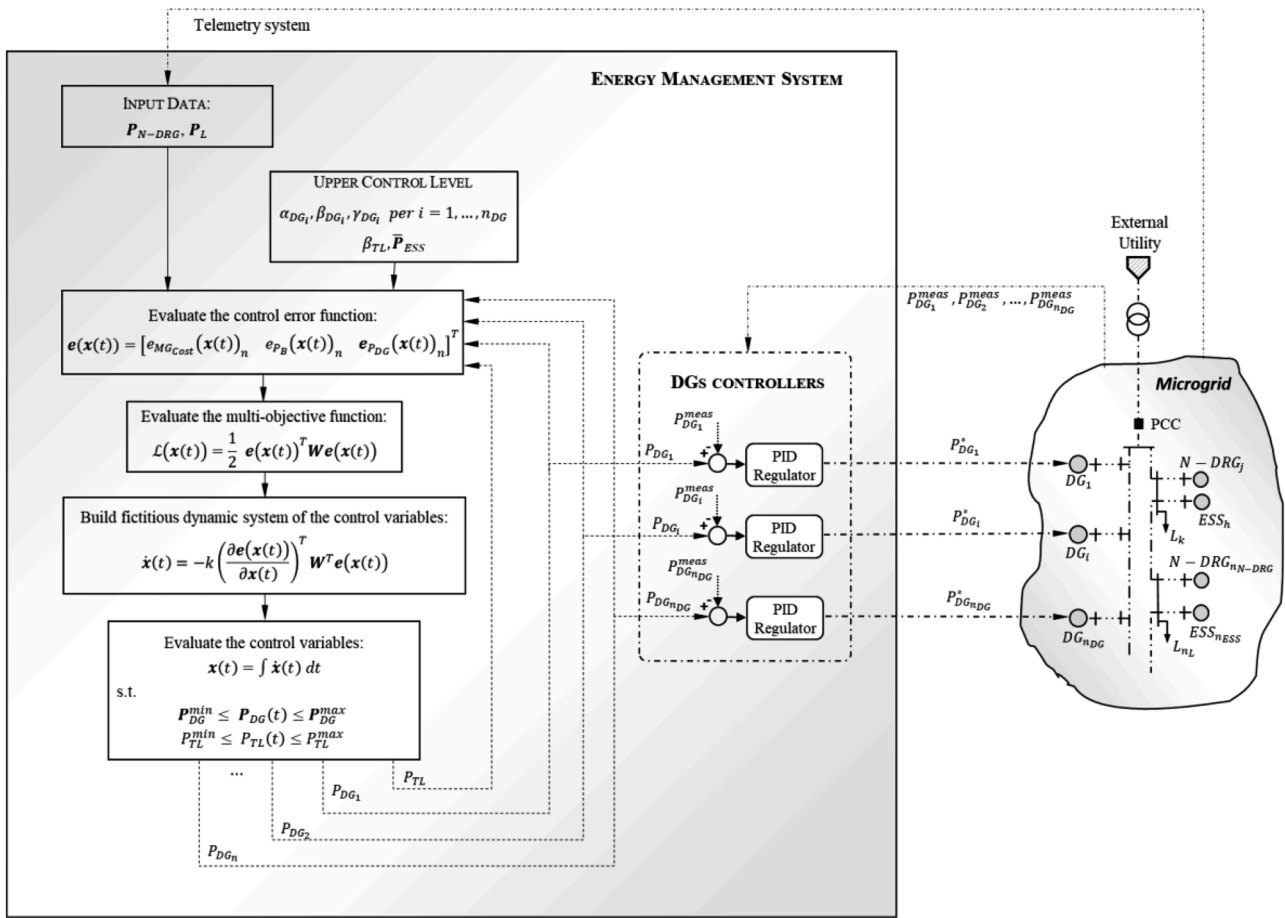 Telemetry system
ENERGY MANAGEMENT SYSTEM
INPUT DATA:
P_{N−DRG}, P_L
UPPER CONTROL LEVEL
α_{DG_i}, β_{DG_i}, γ_{DG_i} per i = 1, ..., n_{DG}
β_{TL}, P̅_{ESS}
Evaluate the control error function:
e(x(t)) = [e_{MG_{Cost}}(x(t))_n e_{P_B}(x(t))_n e_{P_{DG}}(x(t))_n]^T
Evaluate the multi-objective function:
ℒ(x(t)) = 1/2 e(x(t))^T W e(x(t))
Build fictitious dynamic system of the control variables:
ẋ(t) = −k (∂e(x(t))/∂x(t))^T W^T e(x(t))
Evaluate the control variables:
x(t) = ∫ ẋ(t) dt
s.t.
P_{DG}^{min} ≤ P_{DG}(t) ≤ P_{DG}^{max}
P_{TL}^{min} ≤ P_{TL}(t) ≤ P_{TL}^{max}
...
P_{TL}
P_{DG_1}
P_{DG_2}
P_{DG_n}
DGS CONTROLLERS
P_{DG_1}^{meas}
P_{DG_1}
+ -
PID
Regulator
P_{DG_i}^{meas}
P_{DG_i}
+ -
PID
Regulator
P_{DG_{n_{DG}}}^{meas}
P_{DG_{n_{DG}}}
+ -
PID
Regulator
P_{DG_1}^{meas}, P_{DG_2}^{meas}, ..., P_{DG_{n_{DG}}}^{meas}
P_{DG_1}^*
P_{DG_i}^*
P_{DG_{n_{DG}}}^*
External
Utility
Microgrid
PCC
DG_1
DG_i
DG_{n_{DG}}
N − DRG_j
ESS_h
L_k
N − DRG_{n_{N−DRG}}
ESS_{n_{ESS}}
L_{n_L}